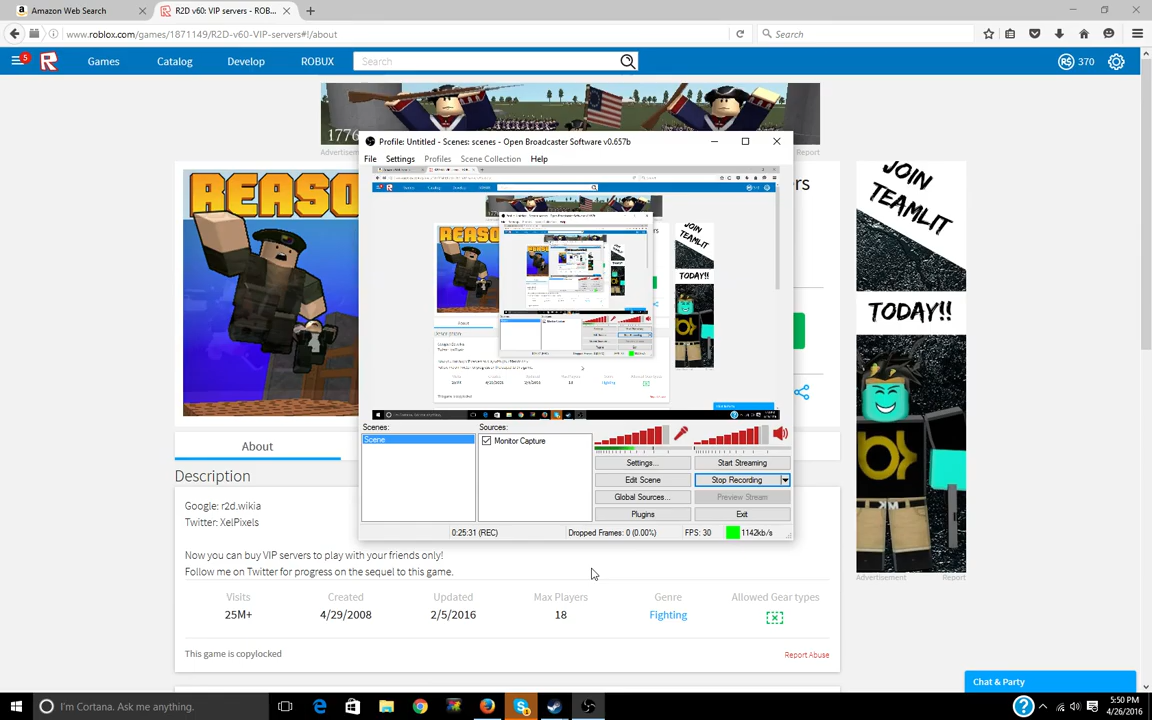 Amazon Web Search
R2D v60: VIP servers - ROB...
www.roblox.com/games/1871149/R2D-v60-VIP-servers#!/about
Search
5
Games
Catalog
Develop
ROBUX
Search
R$ 370
1776
Advertisement
Report
Profile: Untitled - Scenes: scenes - Open Broadcaster Software v0.657b
File Settings Profiles Scene Collection Help
REASO
JOIN
TEAMLIT
TODAY!!
Advertisement
Report
Scenes:
Sources:
Scene
Monitor Capture
Settings...
Start Streaming
Edit Scene
Stop Recording
Global Sources...
Preview Stream
Plugins
Exit
0:25:31 (REC)
Dropped Frames: 0 (0.00%)
FPS: 30
1142kb/s
About
Description
Google: r2d.wikia
Twitter: XelPixels
Now you can buy VIP servers to play with your friends only!
Follow me on Twitter for progress on the sequel to this game.
Visits
Created
Updated
Max Players
Genre
Allowed Gear types
25M+
4/29/2008
2/5/2016
18
Fighting
This game is copylocked
Report Abuse
Chat & Party
I'm Cortana. Ask me anything.
5:50 PM
4/26/2016